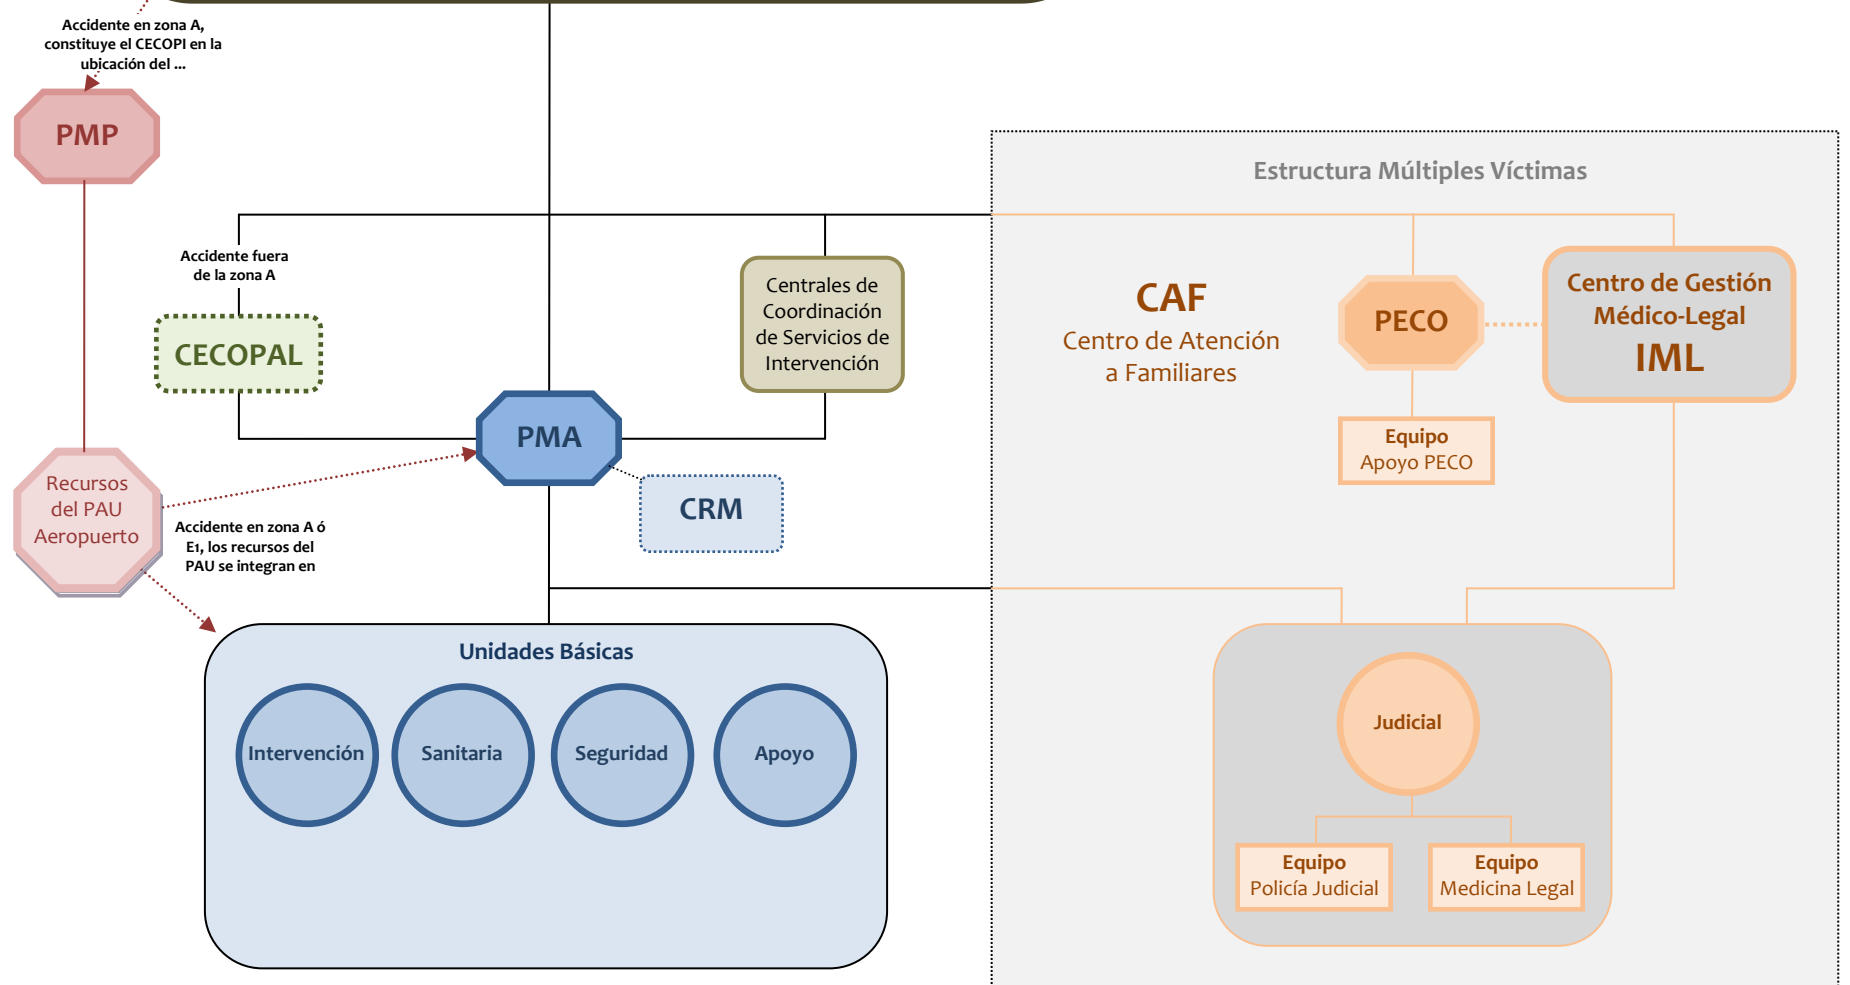 Accidente en zona A,
constituye el CECOPI en la
ubicación del ...
PMP
Estructura Múltiples Víctimas
Accidente fuera
de la zona A
CECOPAL
Centrales de
Coordinación
de Servicios de
Intervención
CAF
Centro de Atención
a Familiares
PECO
Centro de Gestión
Médico-Legal
IML
Equipo
Apoyo PECO
PMA
CRM
Recursos
del PAU
Aeropuerto
Accidente en zona A ó
E1, los recursos del
PAU se integran en
Unidades Básicas
Intervención
Sanitaria
Seguridad
Apoyo
Judicial
Equipo
Policía Judicial
Equipo
Medicina Legal